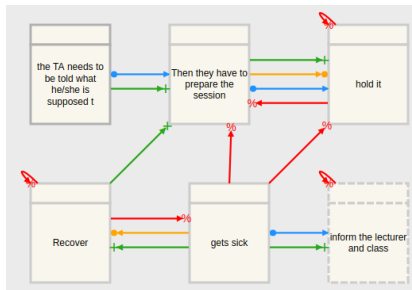 the TA needs to
be told what
he/she is
supposed t
Then they have to
prepare the
session
hold it
%
%
%
%
%
Recover
%
gets sick
%
inform the lecturer
and class